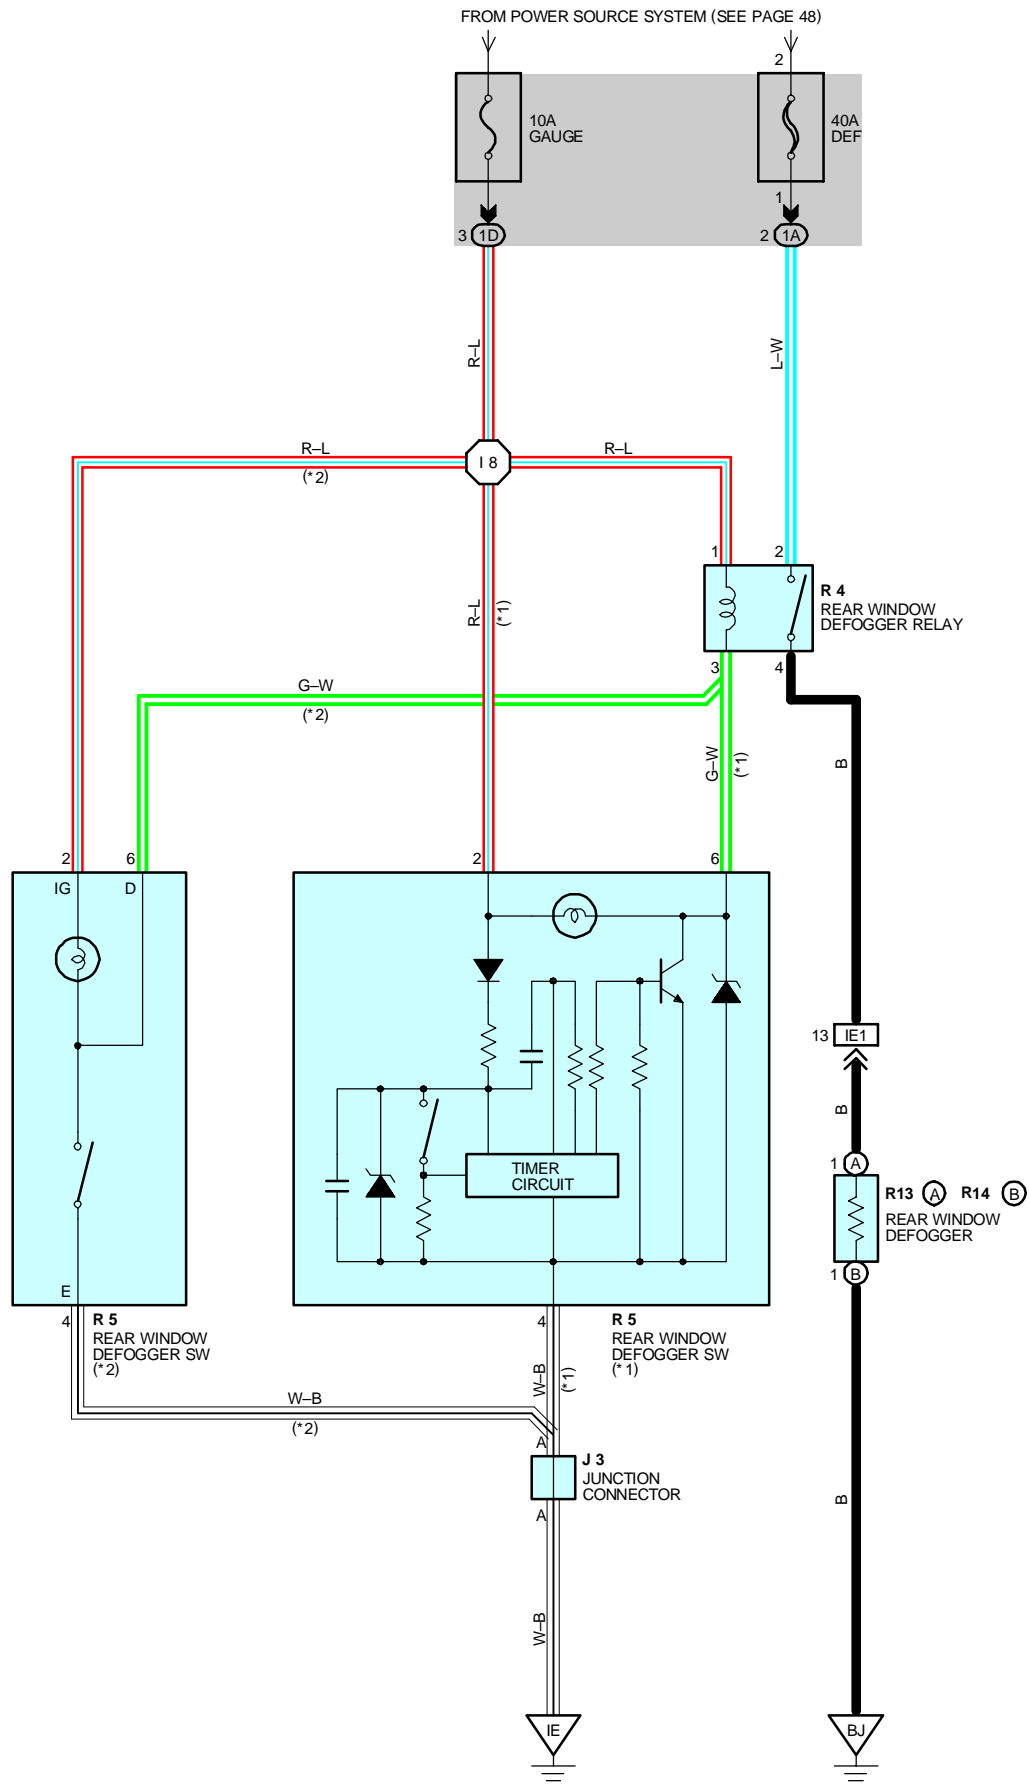 FROM POWER SOURCE SYSTEM (SEE PAGE 48)
2
10A
GAUGE
40A
DEF
1
3 1D
2 1A
R–L
L–W
R–L
(*2)
I 8
R–L
R–L
(*1)
1
2
R 4
REAR WINDOW
DEFOGGER RELAY
3
4
G–W
(*2)
G–W
(*1)
B
2
6
2
6
IG
D
13 IE1
B
TIMER
CIRCUIT
1 A
R13 A R14 B
REAR WINDOW
DEFOGGER
1 B
E
4
R 5
REAR WINDOW
DEFOGGER SW
(*2)
4
R 5
REAR WINDOW
DEFOGGER SW
(*1)
W–B
(*1)
W–B
(*2)
A
J 3
JUNCTION
CONNECTOR
A
B
W–B
IE
BJ